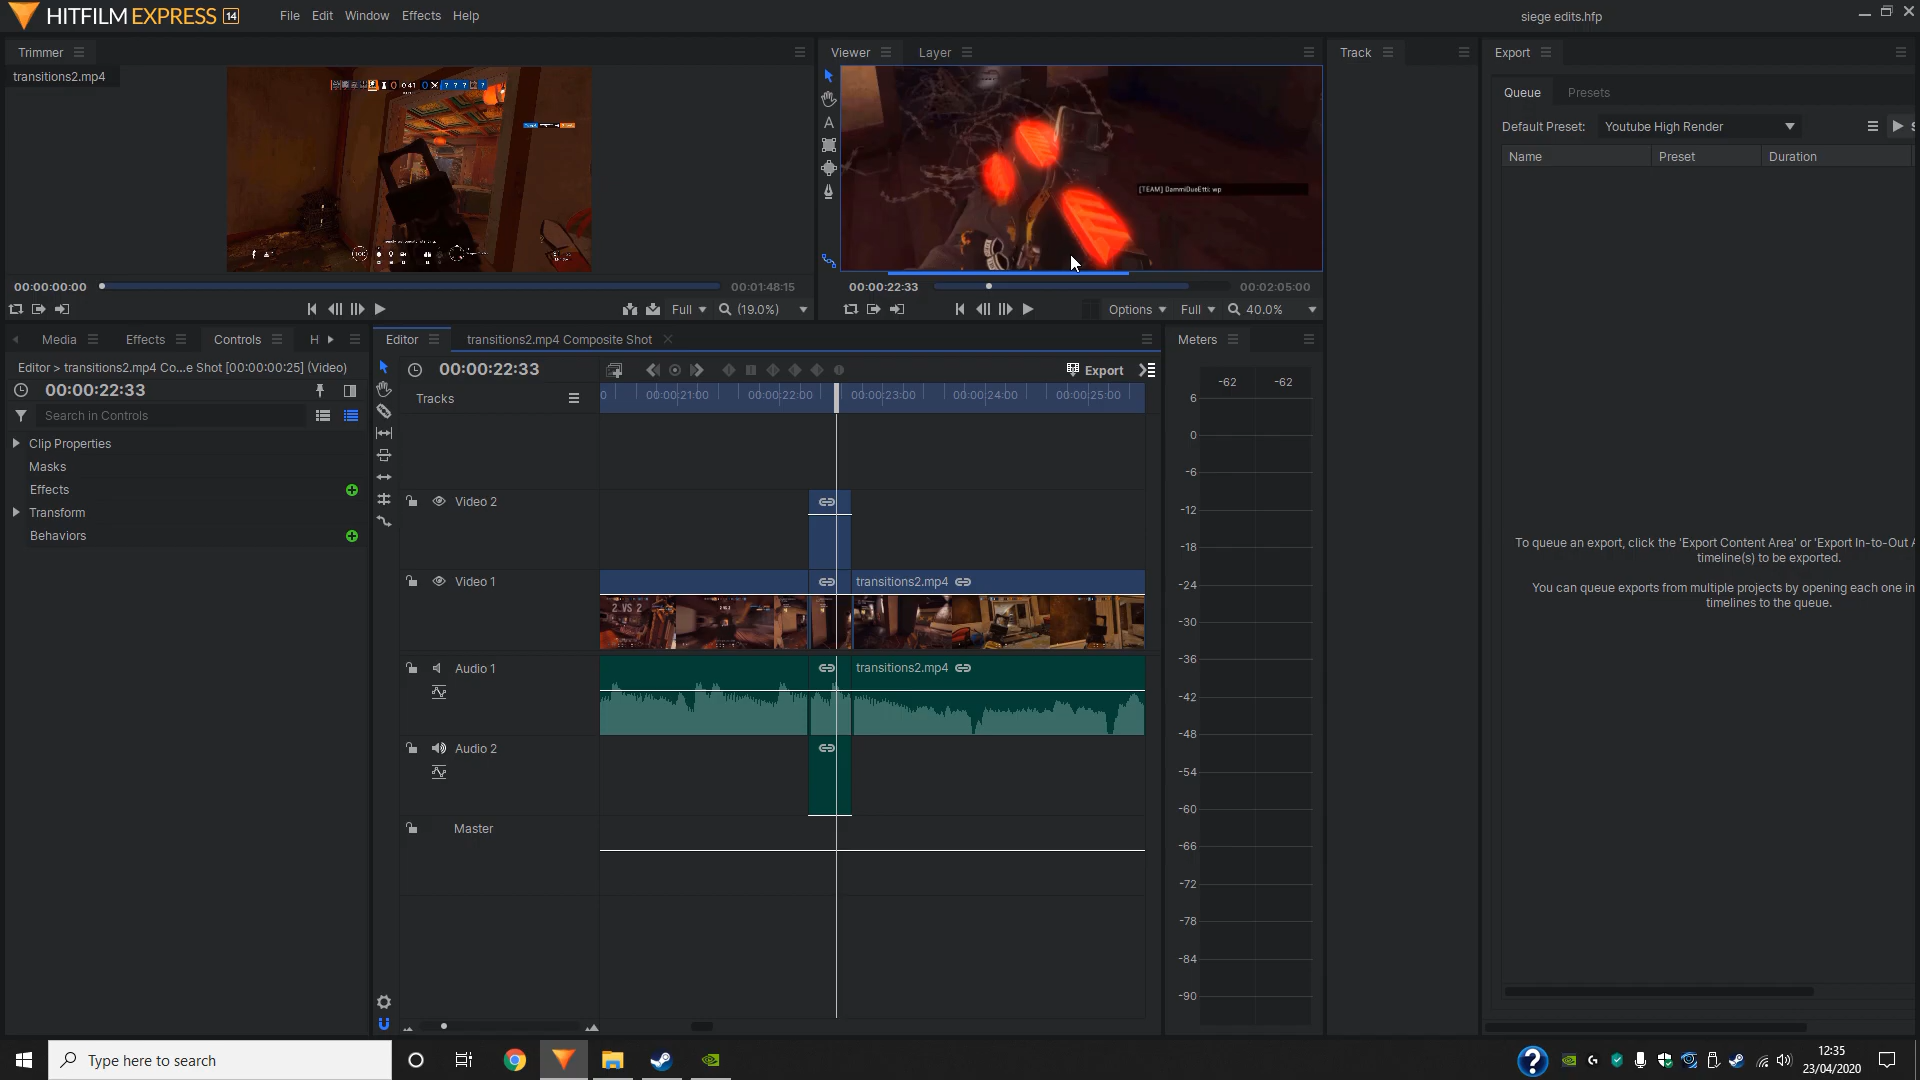 HITFILM EXPRESS 14
File Edit Window Effects Help
siege edits.hfp
Trimmer
transitions2.mp4
00:00:00:00
00:01:48:15
Full
(19.0%)
Viewer
Layer
[TEAM] DammiDueEtti: wp
00:00:22:33
00:02:05:00
Options
Full
40.0%
Track
Export
Queue
Presets
Default Preset: Youtube High Render
Name Preset Duration
To queue an export, click the 'Export Content Area' or 'Export In-to-Out A
timeline(s) to be exported.
You can queue exports from multiple projects by opening each one in
timelines to the queue.
Media Effects Controls H
Editor > transitions2.mp4 Co...e Shot [00:00:00:25] (Video)
00:00:22:33
Search in Controls
Clip Properties
Masks
Effects
Transform
Behaviors
Editor
transitions2.mp4 Composite Shot
00:00:22:33
Export
Tracks
0 00:00:21:00 00:00:22:00 00:00:23:00 00:00:24:00 00:00:25:00
Video 2
Video 1
transitions2.mp4
2 VS 2
Audio 1
transitions2.mp4
Audio 2
Master
Meters
-62 -62
6
0
-6
-12
-18
-24
-30
-36
-42
-48
-54
-60
-66
-72
-78
-84
-90
Type here to search
12:35
23/04/2020